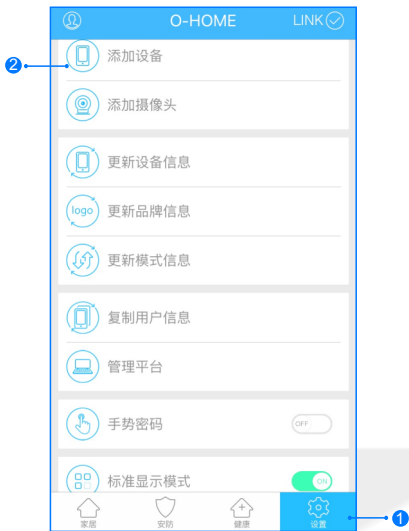 O-HOME
LINK
2
添加设备
添加摄像头
更新设备信息
logo
更新品牌信息
更新模式信息
复制用户信息
管理平台
手势密码
OFF
标准显示模式
ON
家居
安防
健康
设置
1